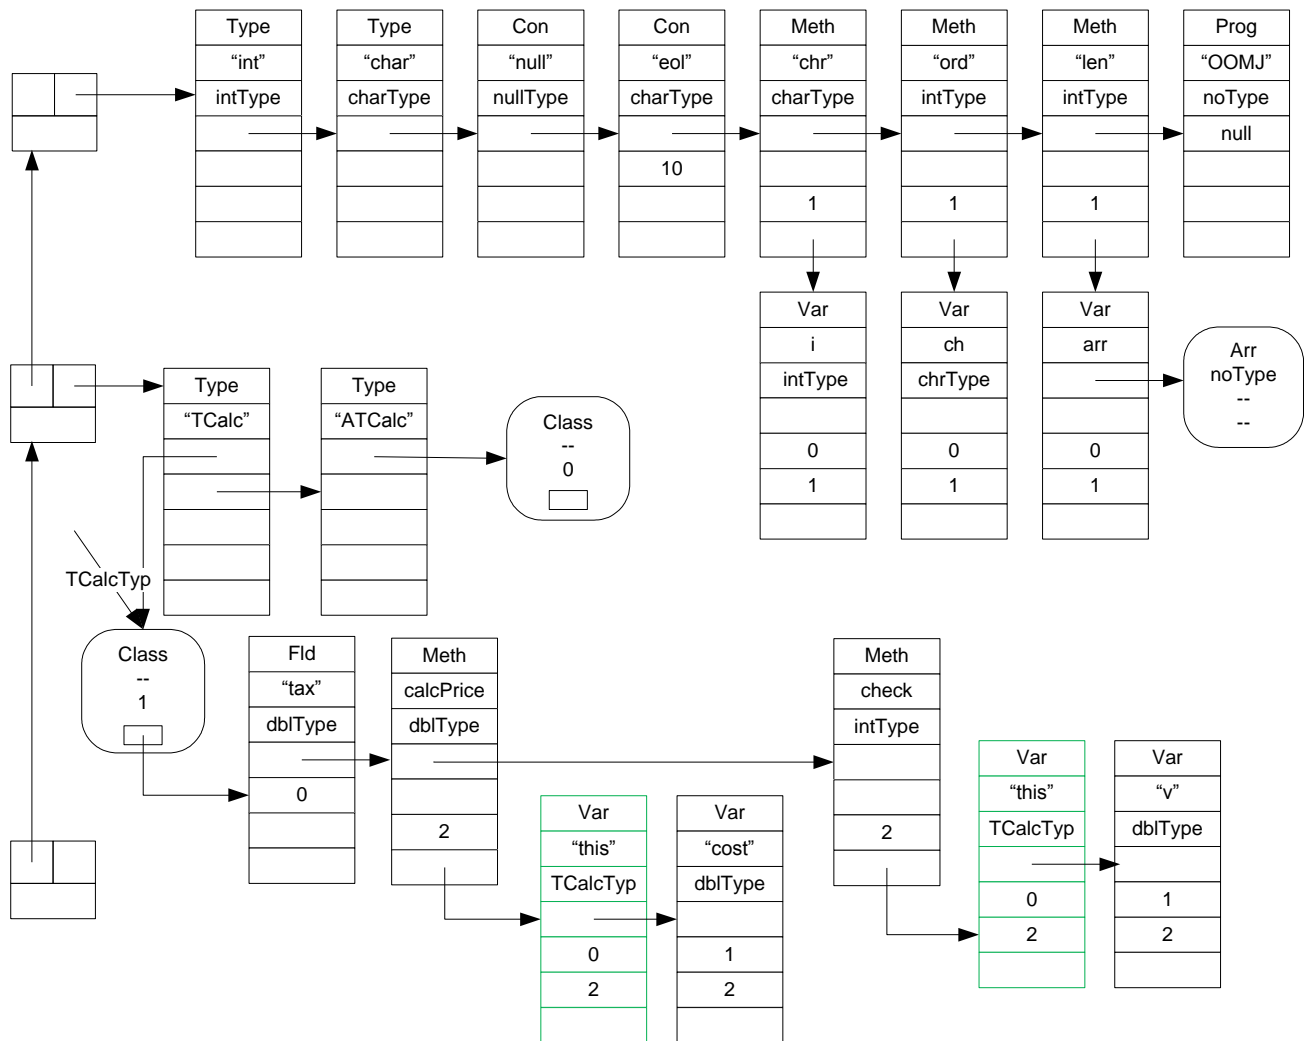 Type
"int"
intType
Type
"char"
charType
Con
"null"
nullType
Con
"eol"
charType
10
Meth
"chr"
charType
1
Meth
"ord"
intType
1
Meth
"len"
intType
1
Prog
"OOMJ"
noType
null
Var
i
intType
0
1
Var
ch
chrType
0
1
Var
arr
0
1
Arr
noType
--
--
Type
"TCalc"
Type
"ATCalc"
Class
--
0
TCalcTyp
Class
--
1
Fld
"tax"
dblType
0
Meth
calcPrice
dblType
2
Var
"this"
TCalcTyp
0
2
Var
"cost"
dblType
1
2
Meth
check
intType
2
Var
"this"
TCalcTyp
0
2
Var
"v"
dblType
1
2